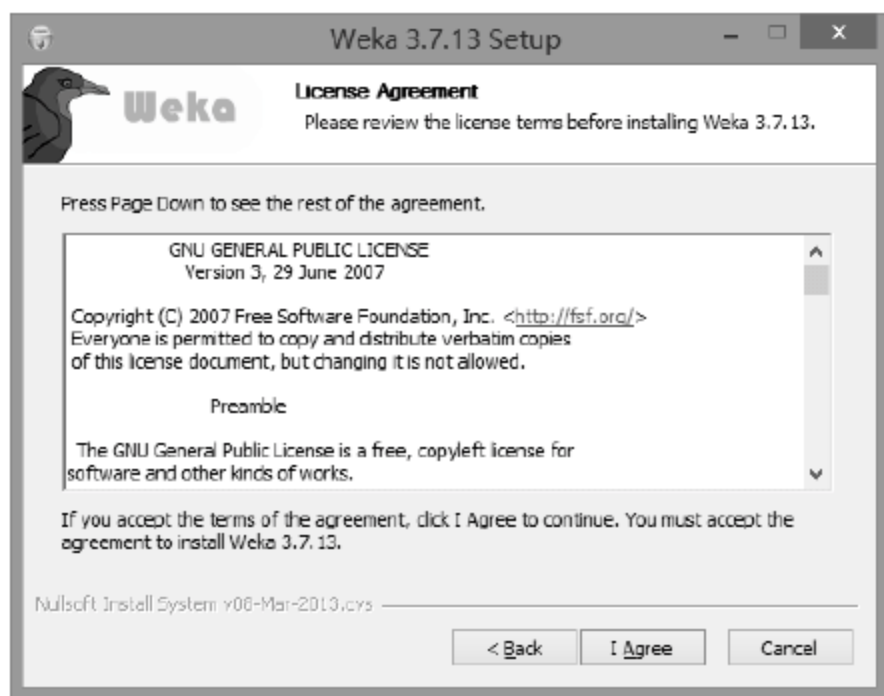 Weka 3.7.13 Setup
Weka
License Agreement
Please review the license terms before installing Weka 3.7.13.
Press Page Down to see the rest of the agreement.
GNU GENERAL PUBLIC LICENSE
Version 3, 29 June 2007
Copyright (C) 2007 Free Software Foundation, Inc. <http://fsf.org/>
Everyone is permitted to copy and distribute verbatim copies
of this license document, but changing it is not allowed.
Preamble
The GNU General Public License is a free, copyleft license for
software and other kinds of works.
If you accept the terms of the agreement, click I Agree to continue. You must accept the
agreement to install Weka 3.7.13.
Nullsoft Install System v08-Mar-2013.cvs
< Back I Agree Cancel